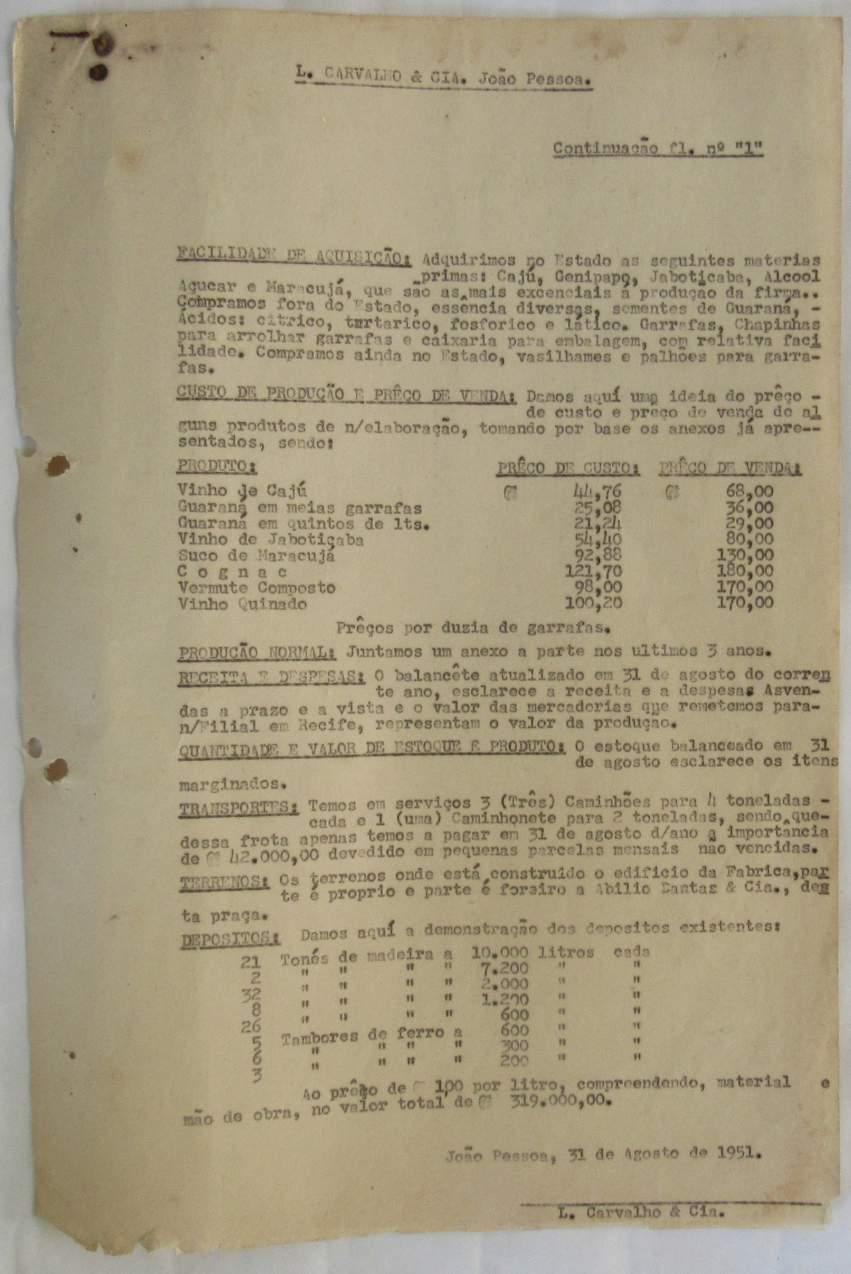 L. CARVALHO & CIA. João Pessoa.
Continuação fl. nº "1"
FACILIDADE DE AQUISIÇÃO: Adquirimos no Estado as seguintes materias
primas: Cajú, Genipapo, Jaboticaba, Alcool
Açucar e Maracujá, que são as mais excenciais á produção da firma..
Compramos fora do Estado, essencia diversas, sementes de Guaraná, -
Ácidos: cítrico, turtarico, fosforico e lático. Garrafas, Chapinhas
para arrolhar garrafas e caixaria para embalagem, com relativa faci
lidade. Compramos ainda no Estado, vasilhames e palhões para garra-
fas.
CUSTO DE PRODUÇÃO E PRÊCO DE VENDA: Damos aquí uma ideia do prêço -
de custo e preço de venda de al
guns produtos de n/elaboração, tomando por base os anexos já apre--
sentados, sendo:
PRODUTO: PRÊCO DE CUSTO: PRÊCO DE VENDA:
Vinho de Cajú ₢ 44,76 ₢ 68,00
Guaraná em meias garrafas 25,08 36,00
Guaraná em quintos de lts. 21,24 29,00
Vinho de Jaboticaba 54,40 80,00
Suco de Maracujá 92,88 130,00
C o g n a c 121,70 180,00
Vermute Composto 98,00 170,00
Vinho Quinado 100,20 170,00
Prêços por duzia de garrafas.
PRODUCÃO NORMAL: Juntamos um anexo a parte nos ultimos 3 anos.
RECEITA E DESPESAS: O balancête atualizado em 31 de agosto do corren
te ano, esclarece a receita e a despesa: Asven-
das a prazo e a vista e o valor das mercadorias que remetemos para-
n/Filial em Recife, representam o valor da produçao.
QUANTIDADE E VALOR DE ESTOQUE E PRODUTO: O estoque balanceado em 31
de agosto esclarece os itens
marginados.
TRANSPORTES: Temos em serviços 3 (Três) Caminhões para 4 toneladas -
cada e 1 (uma) Caminhonete para 2 toneladas, sendo que-
dessa frota apenas temos a pagar em 31 de agosto d/ano a importancia
de ₢ 42.000,00 devedido em pequenas parcelas mensais nao vencidas.
TERRENOS: Os terrenos onde está construido o edificio da Fabrica,par
te é proprio e parte é foreiro a Abilio Dantas & Cia., des
ta praça.
DEPOSITOS: Damos aquí a demonstração dos depositos existentes:
21 Tonés de madeira a 10.000 litros cada
2 " " " " 7.200 " "
32 " " " " 2.000 " "
8 " " " " 1.200 " "
26 " " " " 600 " "
5 Tambores de ferro a 600 " "
6 " " " " 300 " "
3 " " " " 200 " "
Ao prêço de ₢ 1,00 por litro, compreendendo, material e
mão de obra, no valor total de ₢ 319.000,00.
João Pessoa, 31 de Agosto de 1951.
L. Carvalho & Cia.